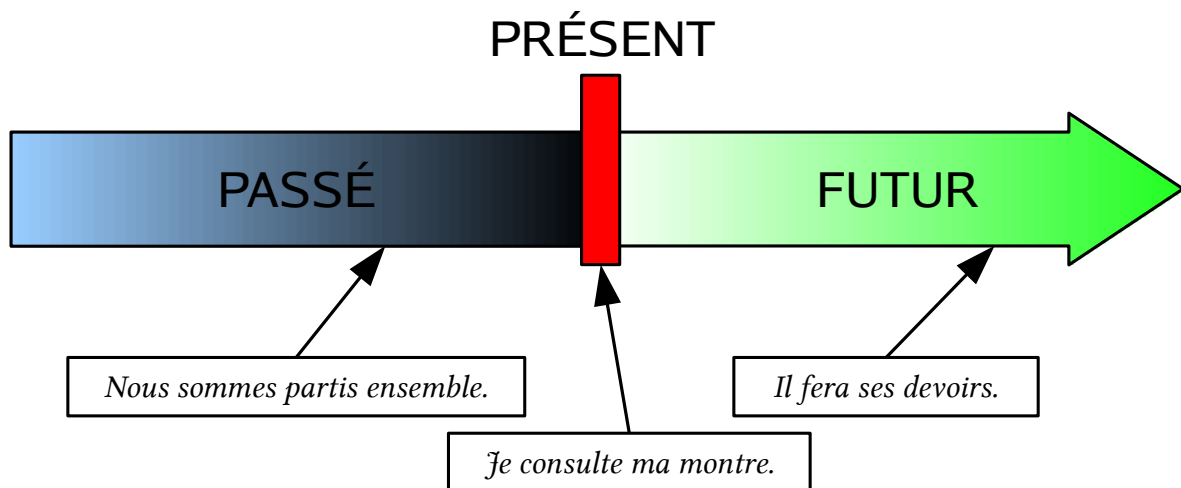 PRÉSENT
PASSÉ
FUTUR
Nous sommes partis ensemble.
Il fera ses devoirs.
Je consulte ma montre.